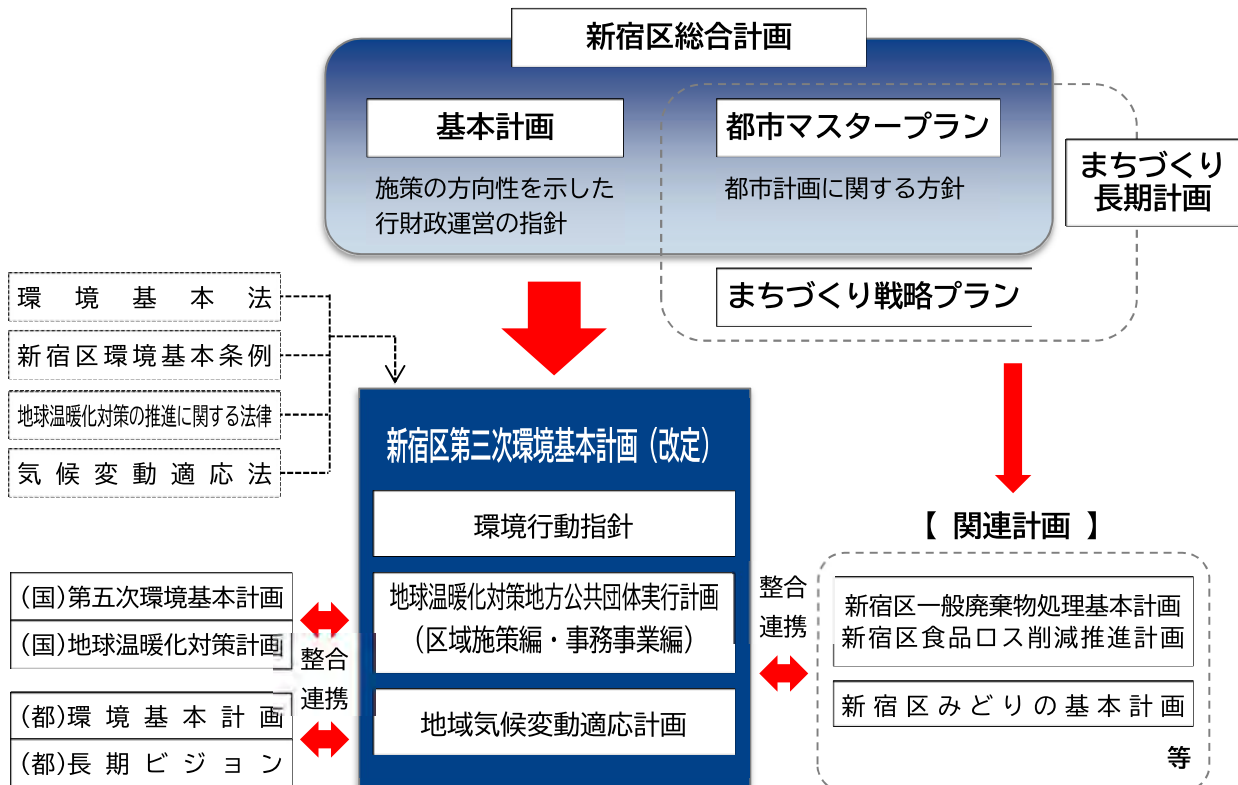 新宿区総合計画
基本計画
施策の方向性を示した
行財政運営の指針
都市マスタープラン
都市計画に関する方針
まちづくり
長期計画
まちづくり戦略プラン
環境基本法
新宿区環境基本条例
地球温暖化対策の推進に関する法律
気候変動適応法
新宿区第三次環境基本計画（改定）
環境行動指針
地球温暖化対策地方公共団体実行計画
（区域施策編・事務事業編）
地域気候変動適応計画
(国)第五次環境基本計画
(国)地球温暖化対策計画
整合
連携
(都)環境基本計画
(都)長期ビジョン
整合
連携
【 関連計画 】
新宿区一般廃棄物処理基本計画
新宿区食品ロス削減推進計画
新宿区みどりの基本計画
等